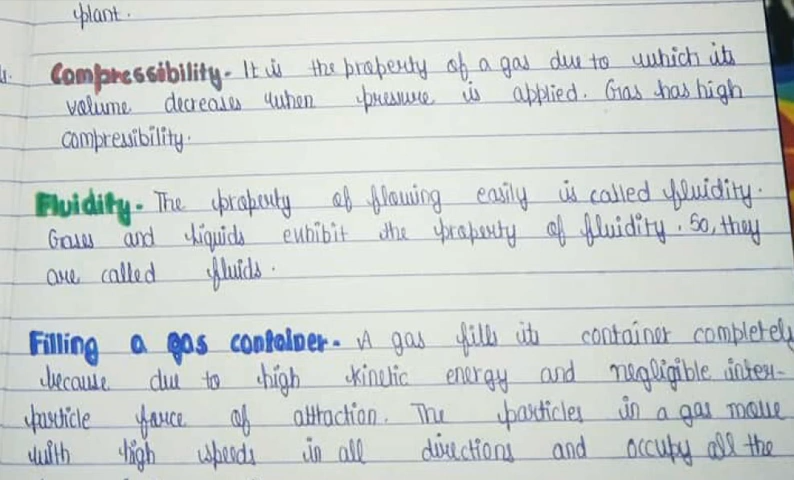 plant.
Compressibility- It is the property of a gas due to which its
volume decreases when pressure is applied. Gas has high
compressibility.
Fluidity- The property of flowing easily is called fluidity.
Gases and liquids exhibit the property of fluidity. So, they
are called fluids.
Filling a gas container- A gas fills its container completely
because due to high kinetic energy and negligible inter-
particle force of attraction. The particles in a gas move
with high speeds in all directions and occupy all the